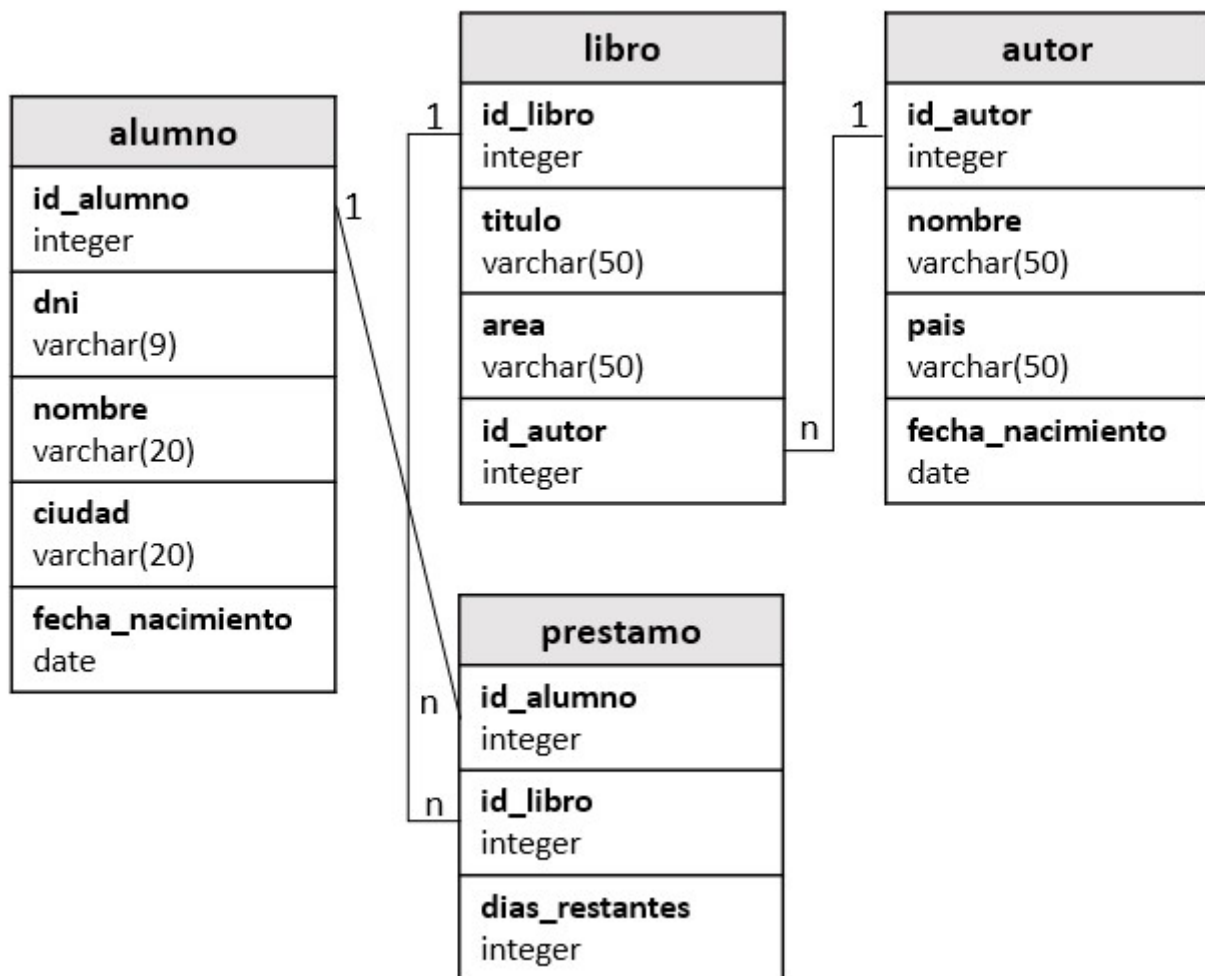 alumno
id_alumno
integer
dni
varchar(9)
nombre
varchar(20)
ciudad
varchar(20)
fecha_nacimiento
date
1
libro
id_libro
integer
titulo
varchar(50)
area
varchar(50)
id_autor
integer
1
n
autor
id_autor
integer
nombre
varchar(50)
pais
varchar(50)
fecha_nacimiento
date
1
prestamo
id_alumno
integer
id_libro
integer
dias_restantes
integer
n
n